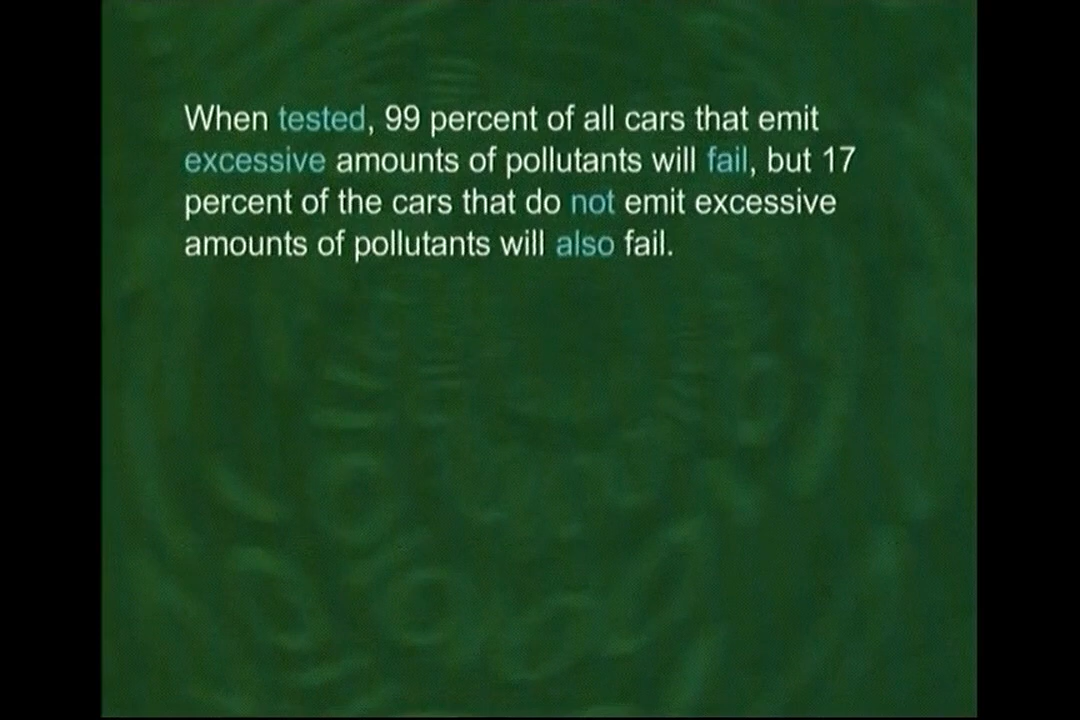 When tested, 99 percent of all cars that emit
excessive amounts of pollutants will fail, but 17
percent of the cars that do not emit excessive
amounts of pollutants will also fail.